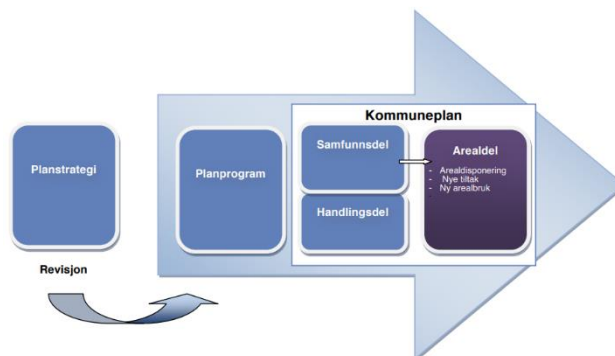 Kommuneplan
Planstrategi
Planprogram
Samfunnsdel
Handlingsdel
Arealdel
- Arealdisponering
- Nye tiltak
- Ny arealbruk
Revisjon